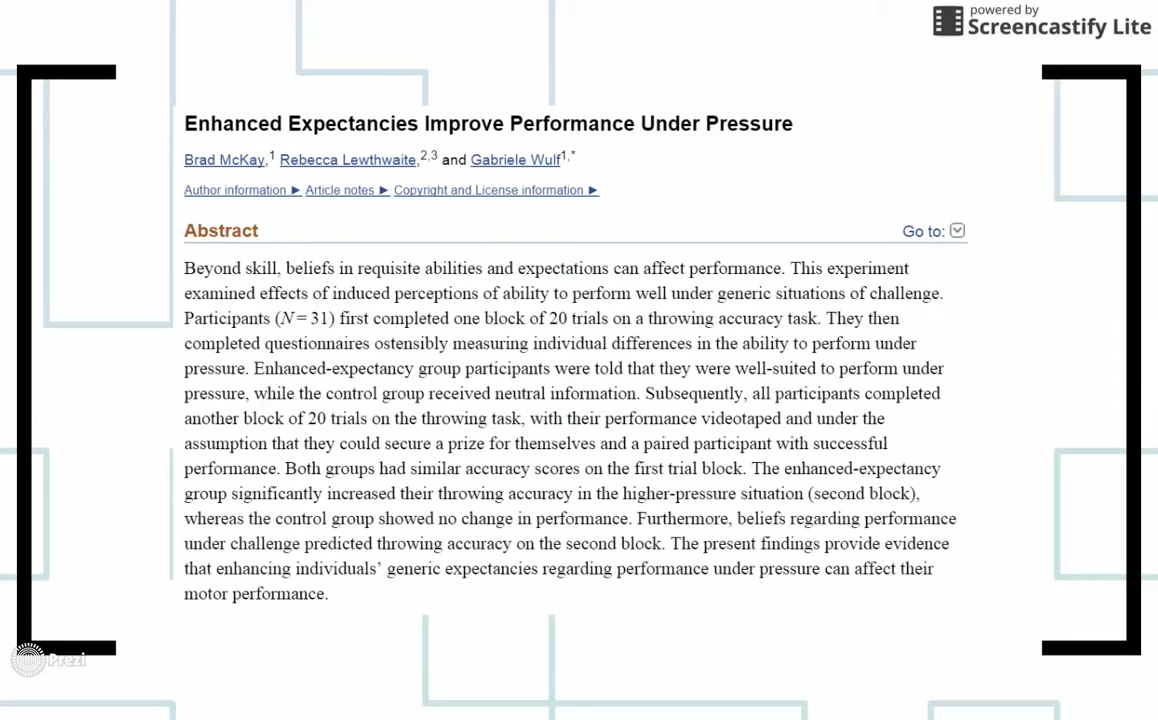 powered by
Screencastify Lite
Enhanced Expectancies Improve Performance Under Pressure
Brad McKay,1 Rebecca Lewthwaite,2,3 and Gabriele Wulf1,*
Author information ► Article notes ► Copyright and License information ►
Abstract Go to:
Beyond skill, beliefs in requisite abilities and expectations can affect performance. This experiment
examined effects of induced perceptions of ability to perform well under generic situations of challenge.
Participants (N = 31) first completed one block of 20 trials on a throwing accuracy task. They then
completed questionnaires ostensibly measuring individual differences in the ability to perform under
pressure. Enhanced-expectancy group participants were told that they were well-suited to perform under
pressure, while the control group received neutral information. Subsequently, all participants completed
another block of 20 trials on the throwing task, with their performance videotaped and under the
assumption that they could secure a prize for themselves and a paired participant with successful
performance. Both groups had similar accuracy scores on the first trial block. The enhanced-expectancy
group significantly increased their throwing accuracy in the higher-pressure situation (second block),
whereas the control group showed no change in performance. Furthermore, beliefs regarding performance
under challenge predicted throwing accuracy on the second block. The present findings provide evidence
that enhancing individuals’ generic expectancies regarding performance under pressure can affect their
motor performance.
Prezi